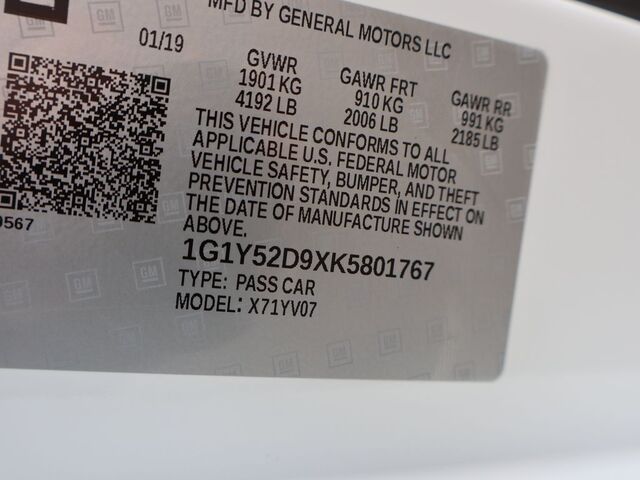 MFD BY GENERAL MOTORS LLC
01/19
GVWR
1901 KG
4192 LB
GAWR FRT
910 KG
2006 LB
GAWR RR
991 KG
2185 LB
THIS VEHICLE CONFORMS TO ALL
APPLICABLE U.S. FEDERAL MOTOR
VEHICLE SAFETY, BUMPER, AND THEFT
PREVENTION STANDARDS IN EFFECT ON
THE DATE OF MANUFACTURE SHOWN
ABOVE.
1G1Y52D9XK5801767
TYPE: PASS CAR
MODEL: X71YV07